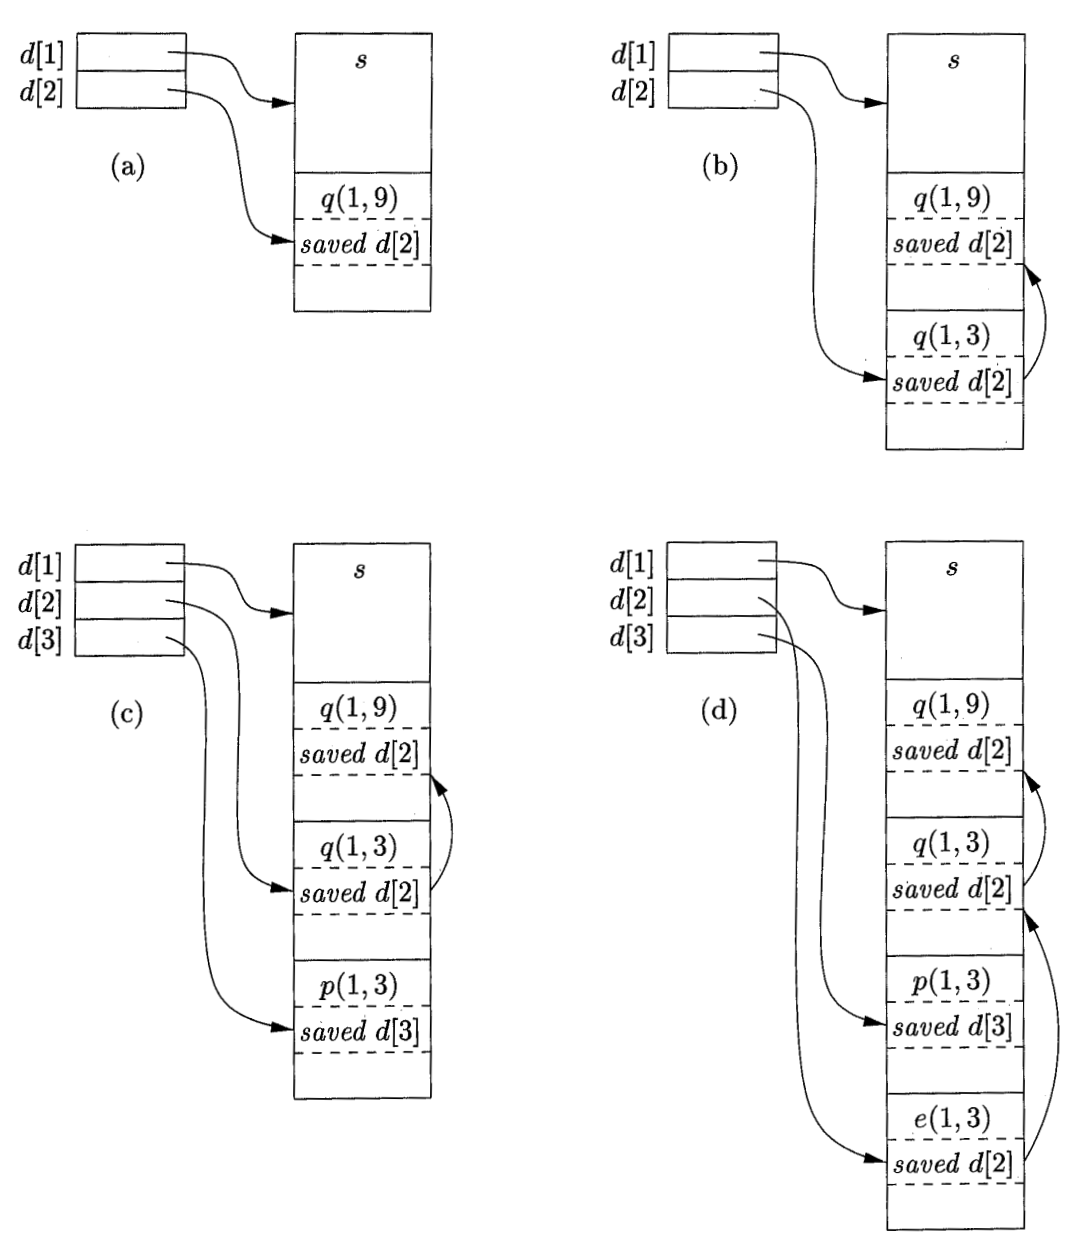 d[1]
d[2]
s
(a)
q(1, 9)
saved d[2]
d[1]
d[2]
s
(b)
q(1, 9)
saved d[2]
q(1, 3)
saved d[2]
d[1]
d[2]
d[3]
s
(c)
q(1, 9)
saved d[2]
q(1, 3)
saved d[2]
p(1, 3)
saved d[3]
d[1]
d[2]
d[3]
s
(d)
q(1, 9)
saved d[2]
q(1, 3)
saved d[2]
p(1, 3)
saved d[3]
e(1, 3)
saved d[2]